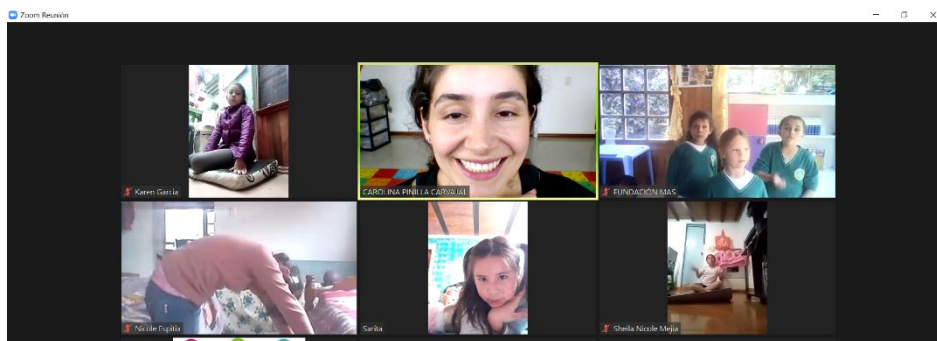 Zoom Reunión
Karen Garcia
CAROLINA PINILLA CARVAJAL
FUNDACIÓN MAS
Nicole Espitia
Sarita
Sheila Nicole Mejia